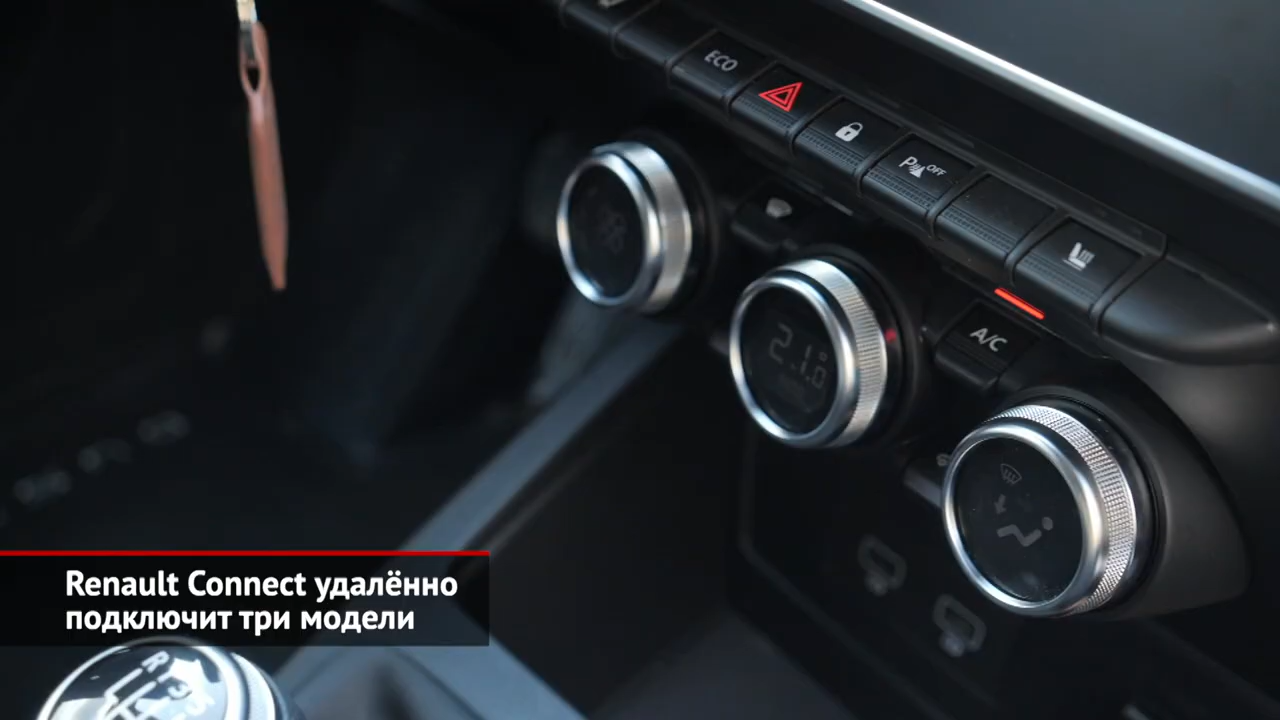 ECO
P OFF
A/C
21.0
Renault Connect удалённо
подключит три модели
R